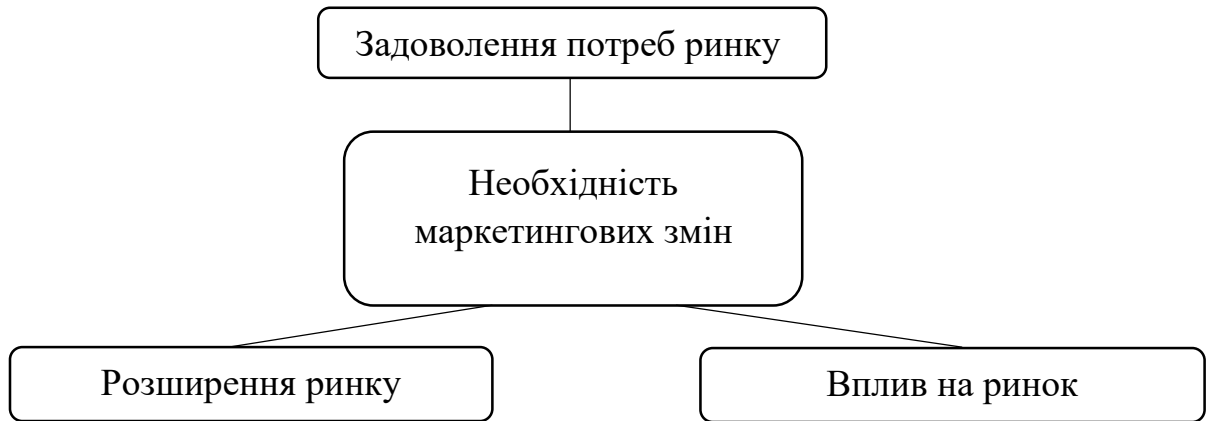 Задоволення потреб ринку
Необхідність
маркетингових змін
Розширення ринку
Вплив на ринок